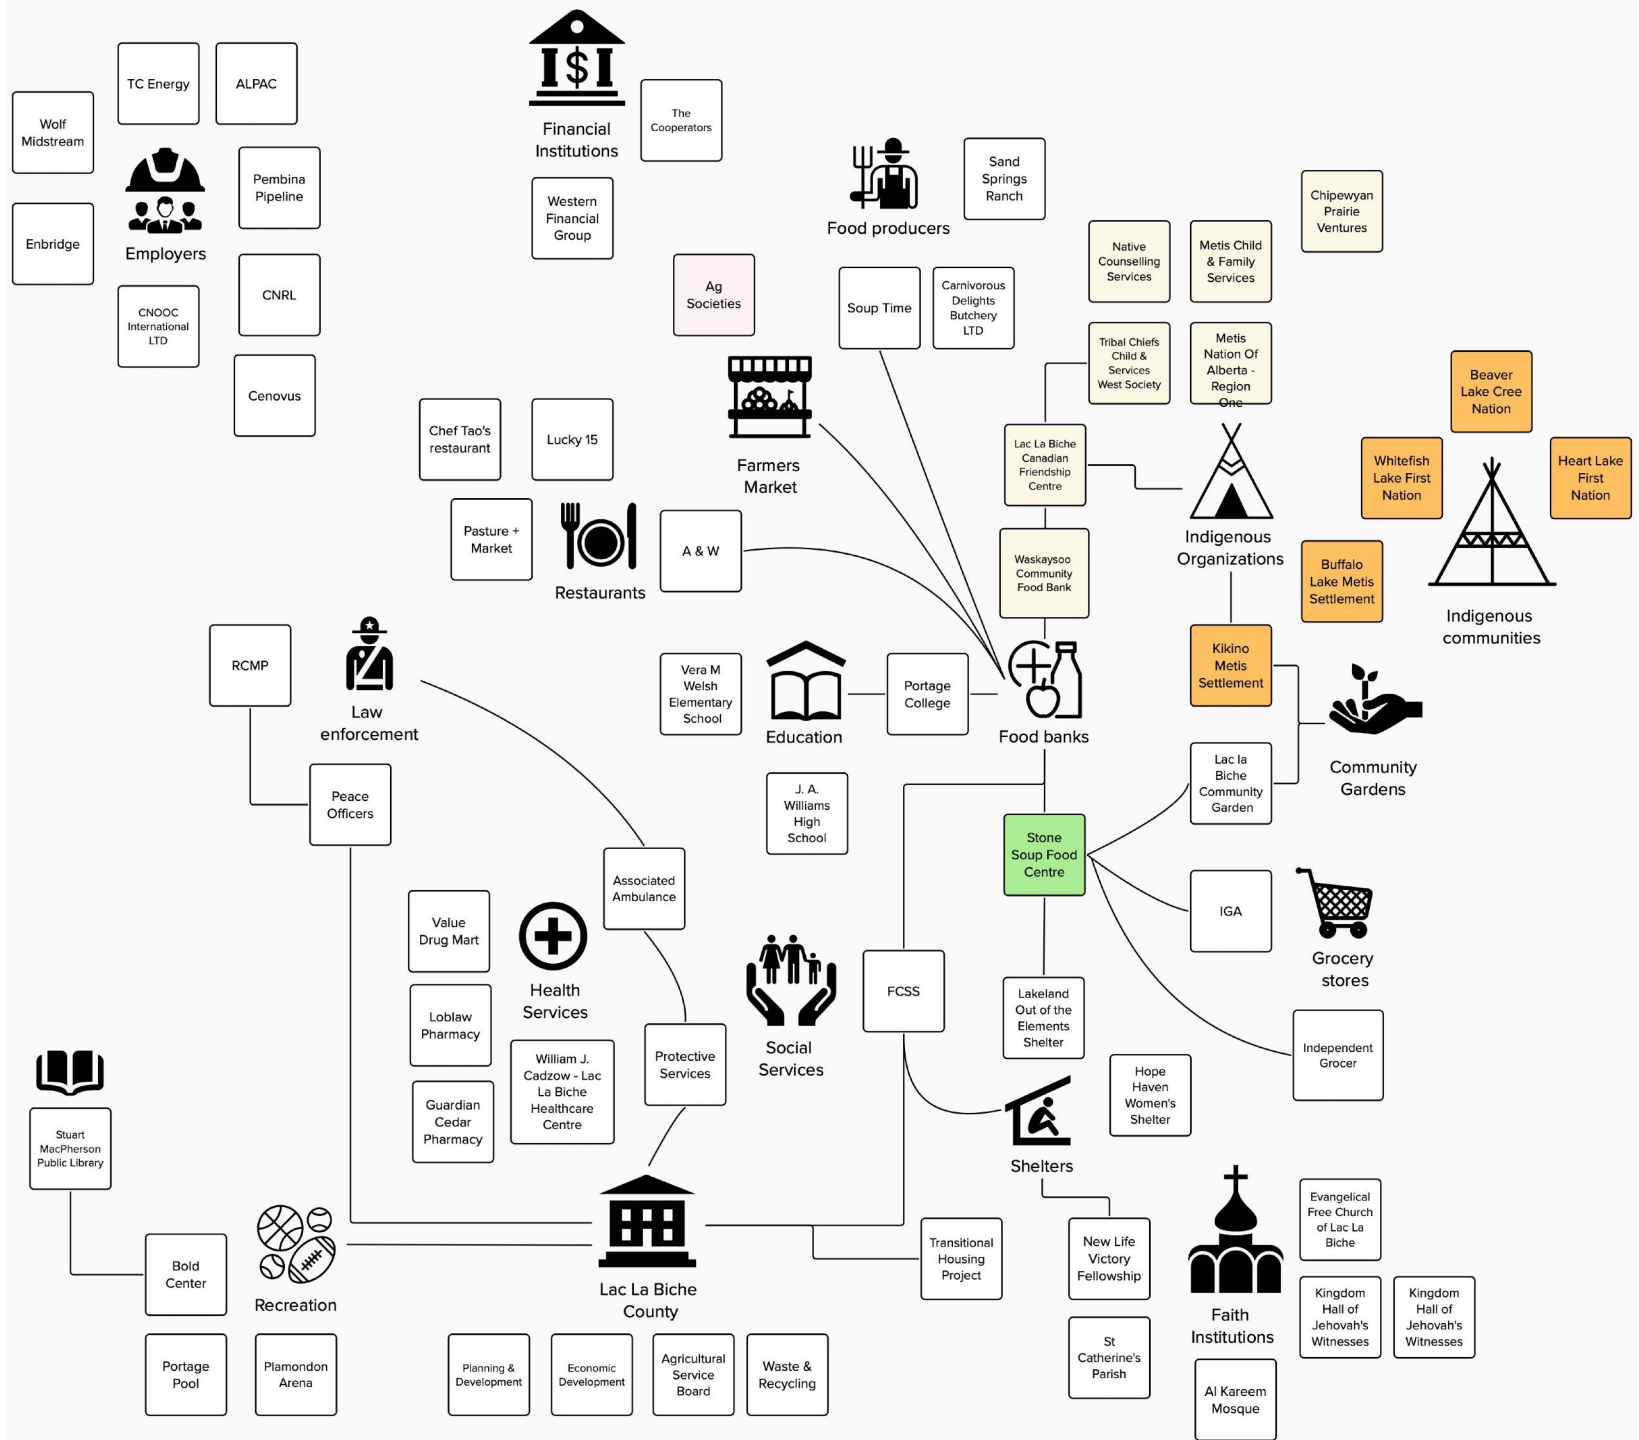 TC Energy
ALPAC
Wolf
Midstream
Pembina
Pipeline
Enbridge
Employers
CNRL
CNOOC
International
LTD
Cenovus
Financial
Institutions
The
Cooperators
Western
Financial
Group
Food producers
Sand
Springs
Ranch
Ag
Societies
Soup Time
Carnivorous
Delights
Butchery
LTD
Chipewyan
Prairie
Ventures
Native
Counselling
Services
Metis Child
& Family
Services
Tribal Chiefs
Child &
Services
West Society
Metis
Nation Of
Alberta -
Region
One
Beaver
Lake Cree
Nation
Whitefish
Lake First
Nation
Heart Lake
First
Nation
Buffalo
Lake Metis
Settlement
Indigenous
communities
Chef Tao's
restaurant
Lucky 15
Farmers
Market
Lac La Biche
Canadian
Friendship
Centre
Indigenous
Organizations
Pasture +
Market
Restaurants
A & W
Waskaysoo
Community
Food Bank
Kikino
Metis
Settlement
RCMP
Law
enforcement
Vera M
Welsh
Elementary
School
Education
Portage
College
Food banks
Lac la
Biche
Community
Garden
Community
Gardens
Peace
Officers
J. A.
Williams
High
School
Stone
Soup Food
Centre
Associated
Ambulance
IGA
Grocery
stores
Value
Drug Mart
Health
Services
Loblaw
Pharmacy
William J.
Cadzow - Lac
La Biche
Healthcare
Centre
Guardian
Cedar
Pharmacy
Protective
Services
Social
Services
FCSS
Lakeland
Out of the
Elements
Shelter
Independent
Grocer
Hope
Haven
Women's
Shelter
Shelters
Stuart
MacPherson
Public Library
Bold
Center
Recreation
Lac La Biche
County
Transitional
Housing
Project
New Life
Victory
Fellowship
Evangelical
Free Church
of Lac La
Biche
Faith
Institutions
Kingdom
Hall of
Jehovah's
Witnesses
Kingdom
Hall of
Jehovah's
Witnesses
Portage
Pool
Plamondon
Arena
Planning &
Development
Economic
Development
Agricultural
Service
Board
Waste &
Recycling
St
Catherine's
Parish
Al Kareem
Mosque